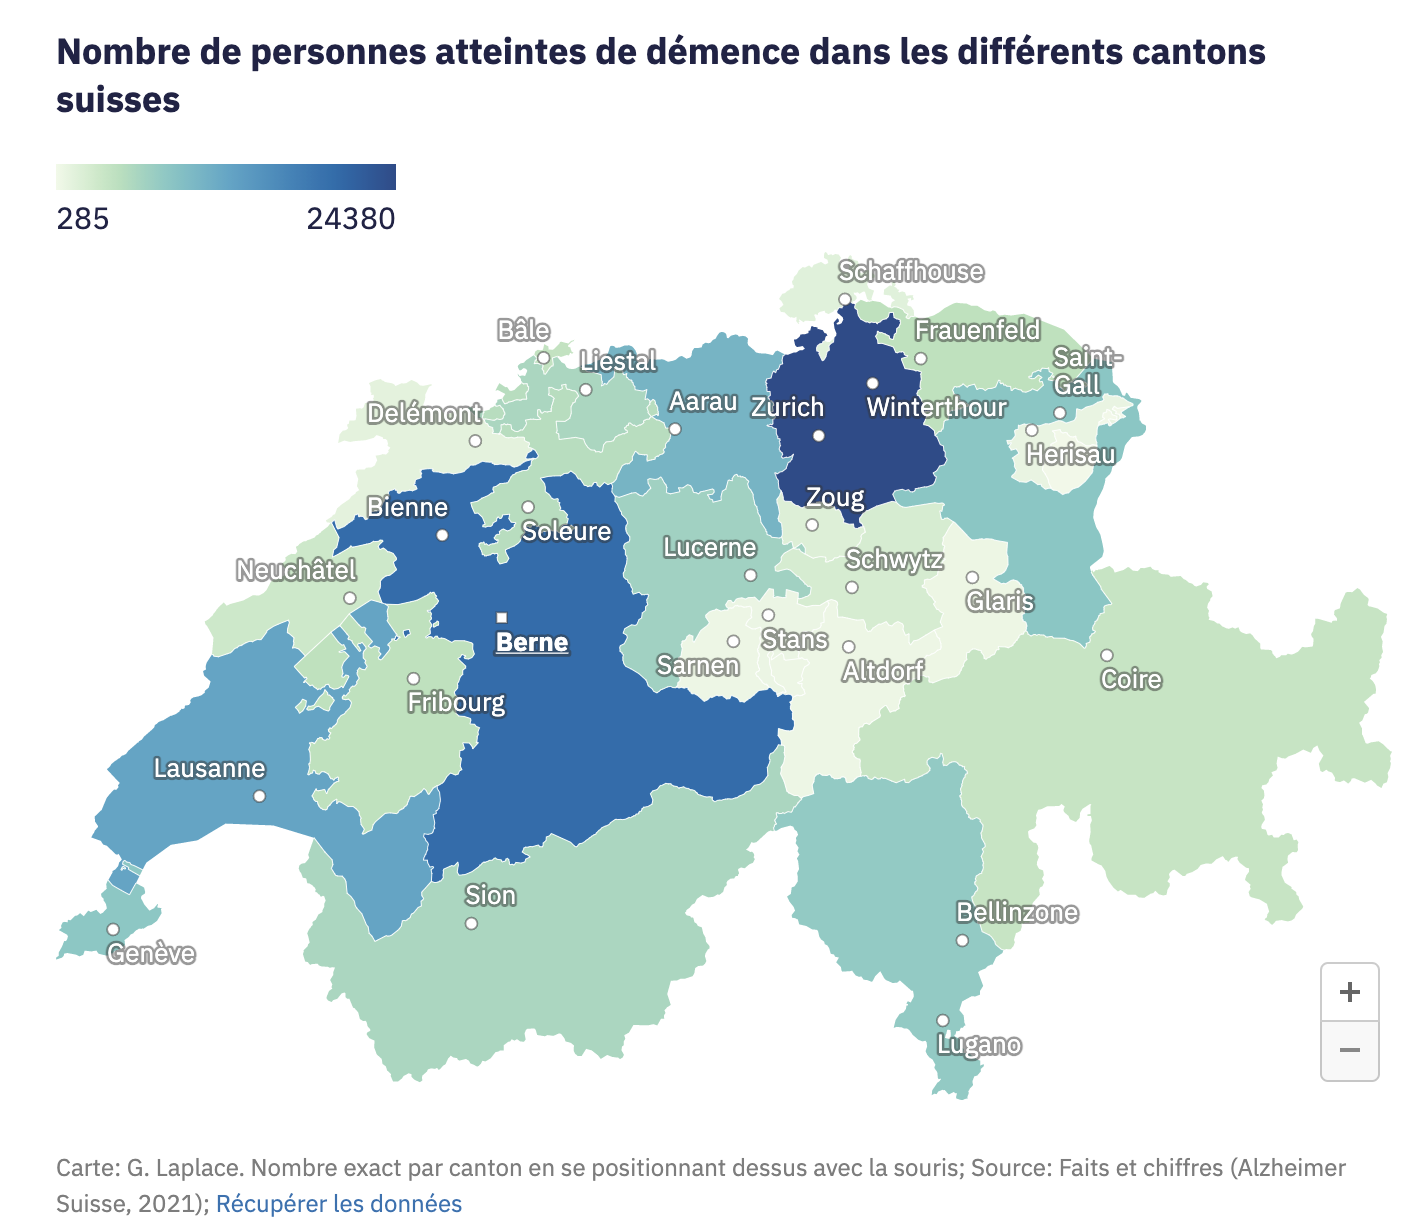 Nombre de personnes atteintes de démence dans les différents cantons
suisses
285
24380
Schaffhouse
Bâle
Liestal
Frauenfeld
Saint-
Gall
Delémont
Aarau
Zurich
Winterthour
Herisau
Bienne
Zoug
Soleure
Lucerne
Schwytz
Neuchâtel
Glaris
Berne
Stans
Sarnen
Altdorf
Coire
Fribourg
Lausanne
Sion
Bellinzone
Genève
Lugano
+
−
Carte: G. Laplace. Nombre exact par canton en se positionnant dessus avec la souris; Source: Faits et chiffres (Alzheimer
Suisse, 2021); Récupérer les données